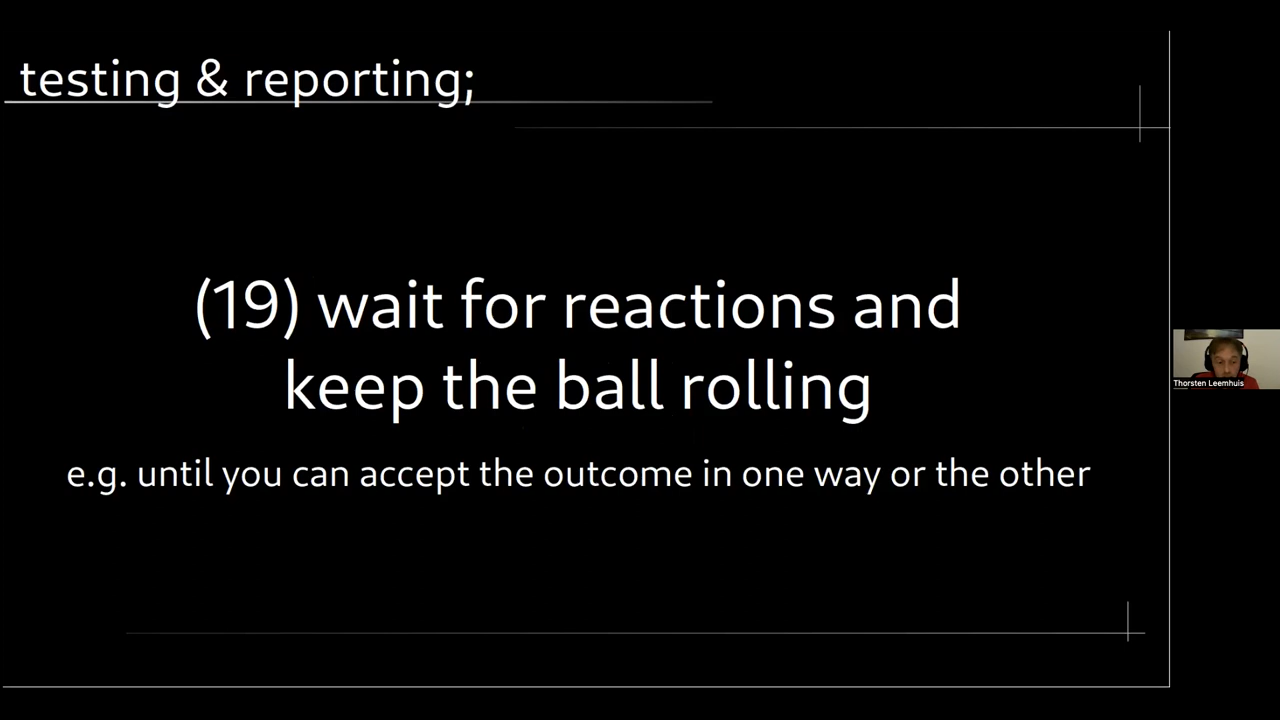 testing & reporting;
(19) wait for reactions and
keep the ball rolling
e.g. until you can accept the outcome in one way or the other
Thorsten Leemhuis